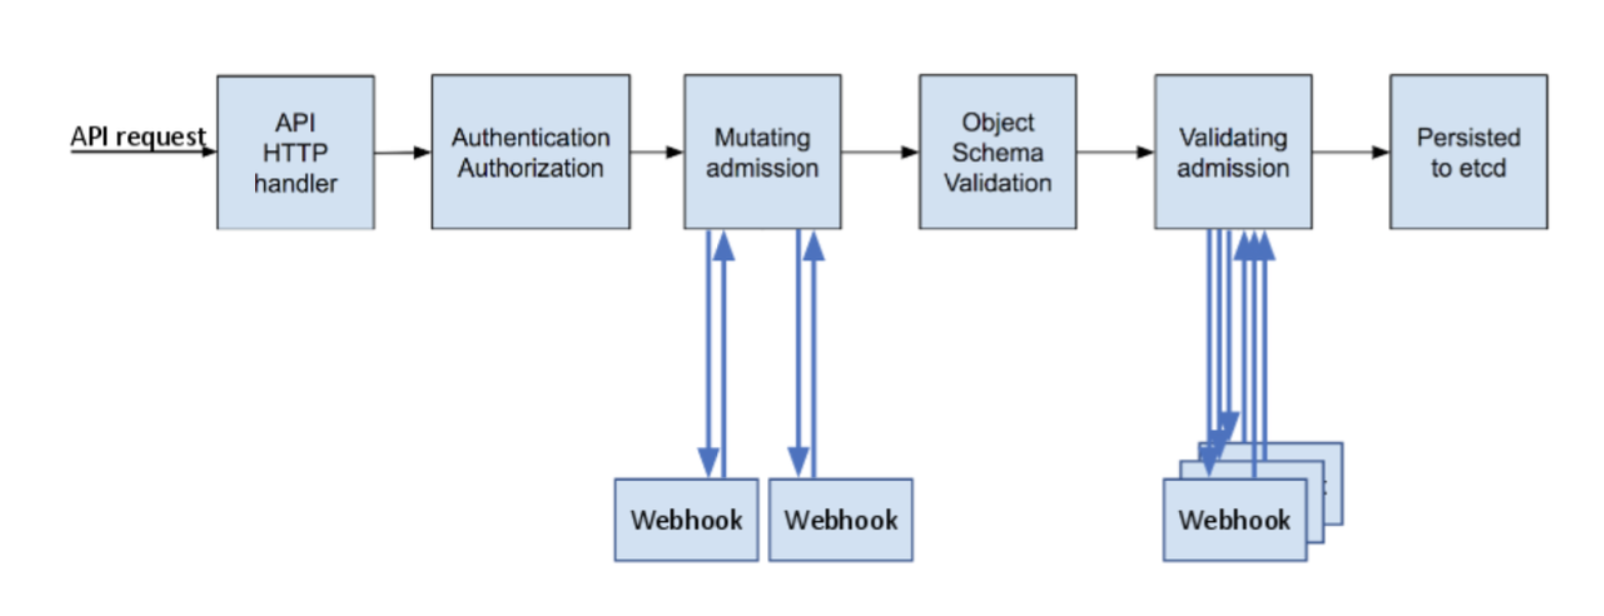 API request
API
HTTP
handler
Authentication
Authorization
Mutating
admission
Object
Schema
Validation
Validating
admission
Persisted
to etcd
Webhook
Webhook
Webhook